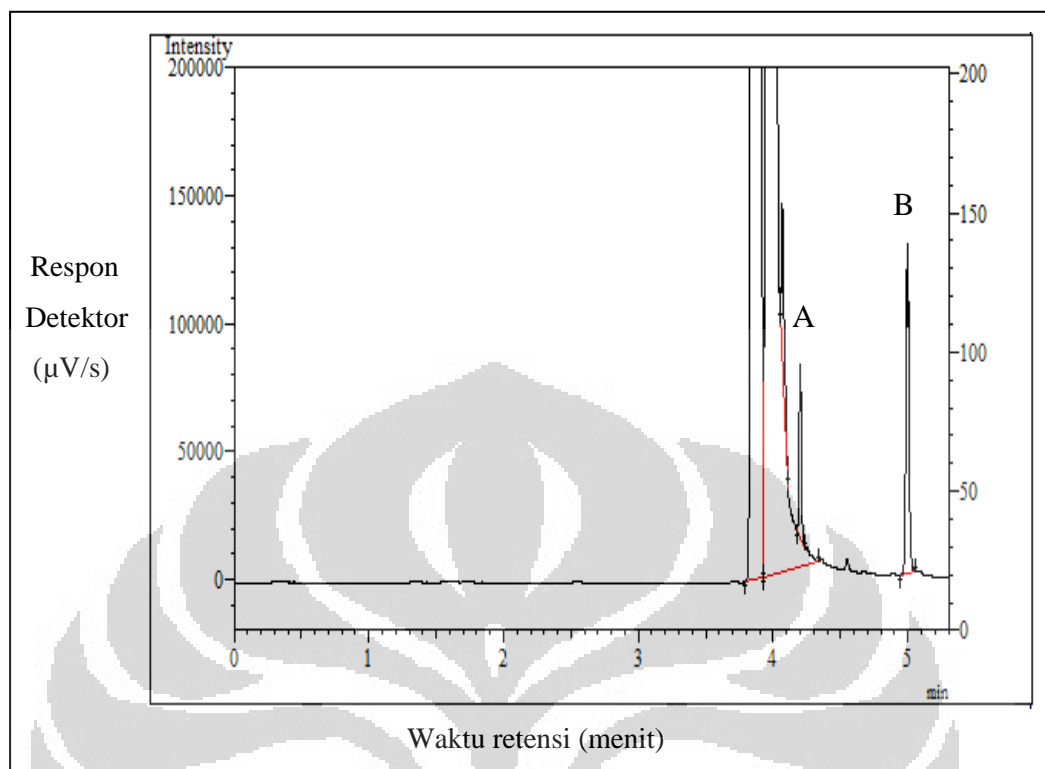 Intensity
200000
150000
100000
50000
0
200
150
100
50
0
Respon
Detektor
(µV/s)
A
B
0 1 2 3 4 5
min
Waktu retensi (menit)